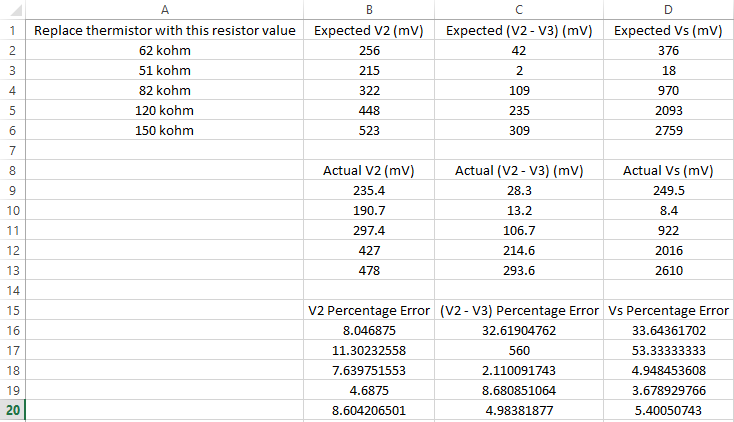 A B C D
1 Replace thermistor with this resistor value Expected V2 (mV) Expected (V2 - V3) (mV) Expected Vs (mV)
2 62 kohm 256 42 376
3 51 kohm 215 2 18
4 82 kohm 322 109 970
5 120 kohm 448 235 2093
6 150 kohm 523 309 2759
7
8 Actual V2 (mV) Actual (V2 - V3) (mV) Actual Vs (mV)
9 235.4 28.3 249.5
10 190.7 13.2 8.4
11 297.4 106.7 922
12 427 214.6 2016
13 478 293.6 2610
14
15 V2 Percentage Error (V2 - V3) Percentage Error Vs Percentage Error
16 8.046875 32.61904762 33.64361702
17 11.30232558 560 53.33333333
18 7.639751553 2.110091743 4.948453608
19 4.6875 8.680851064 3.678929766
20 8.604206501 4.98381877 5.40050743